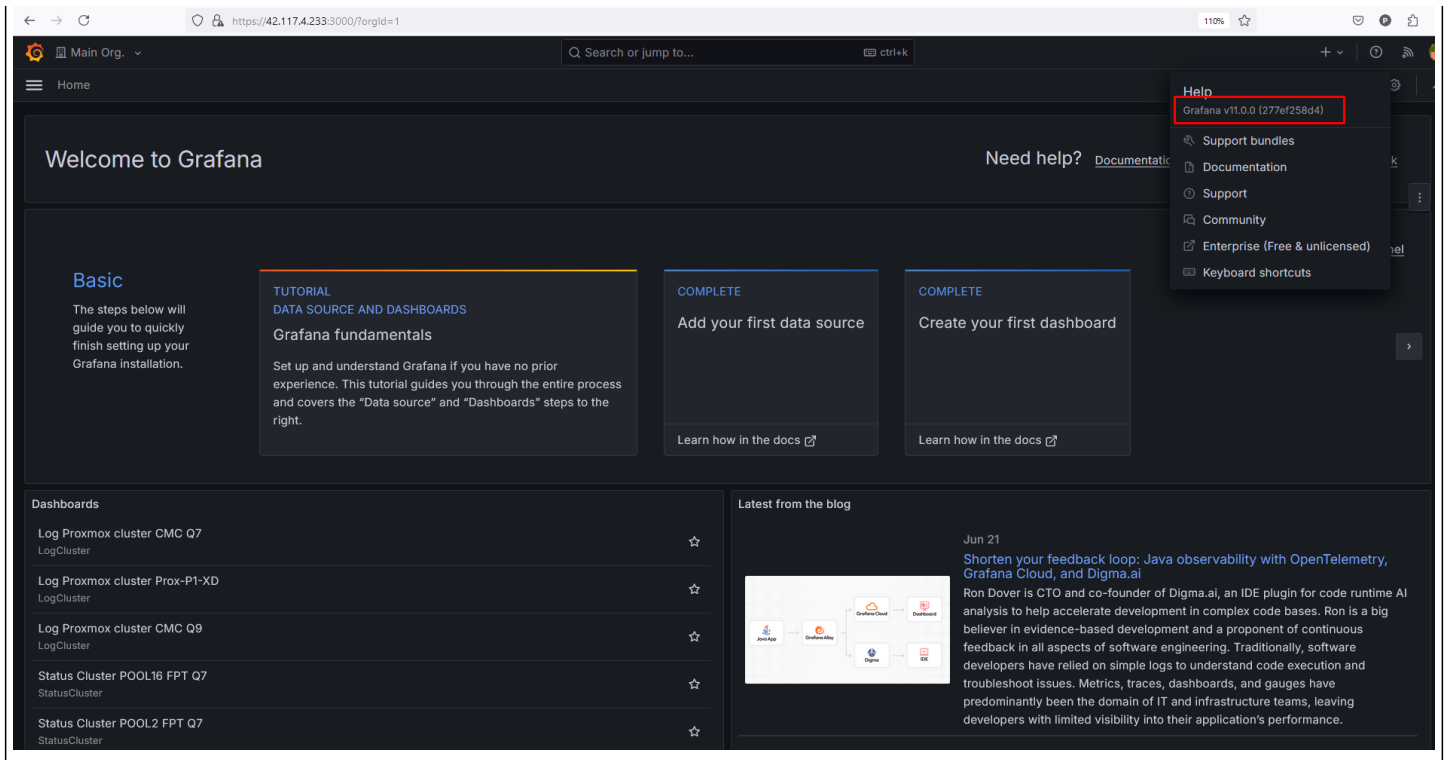 https://42.117.4.233:3000/?orgId=1
110%
Main Org.
Search or jump to...
ctrl+k
Home
Help
Grafana v11.0.0 (277ef258d4)
Support bundles
Documentation
Support
Community
Enterprise (Free & unlicensed)
Keyboard shortcuts
Welcome to Grafana
Need help?
Basic
The steps below will
guide you to quickly
finish setting up your
Grafana installation.
TUTORIAL
DATA SOURCE AND DASHBOARDS
Grafana fundamentals
Set up and understand Grafana if you have no prior
experience. This tutorial guides you through the entire process
and covers the “Data source” and “Dashboards” steps to the
right.
COMPLETE
Add your first data source
Learn how in the docs
COMPLETE
Create your first dashboard
Learn how in the docs
Dashboards
Log Proxmox cluster CMC Q7
LogCluster
Log Proxmox cluster Prox-P1-XD
LogCluster
Log Proxmox cluster CMC Q9
LogCluster
Status Cluster POOL16 FPT Q7
StatusCluster
Status Cluster POOL2 FPT Q7
StatusCluster
Latest from the blog
Java App
Grafana Alloy
Grafana Cloud
Dashboard
Digma
IDE
Jun 21
Shorten your feedback loop: Java observability with OpenTelemetry,
Grafana Cloud, and Digma.ai
Ron Dover is CTO and co-founder of Digma.ai, an IDE plugin for code runtime AI
analysis to help accelerate development in complex code bases. Ron is a big
believer in evidence-based development and a proponent of continuous
feedback in all aspects of software engineering. Traditionally, software
developers have relied on simple logs to understand code execution and
troubleshoot issues. Metrics, traces, dashboards, and gauges have
predominantly been the domain of IT and infrastructure teams, leaving
developers with limited visibility into their application’s performance.